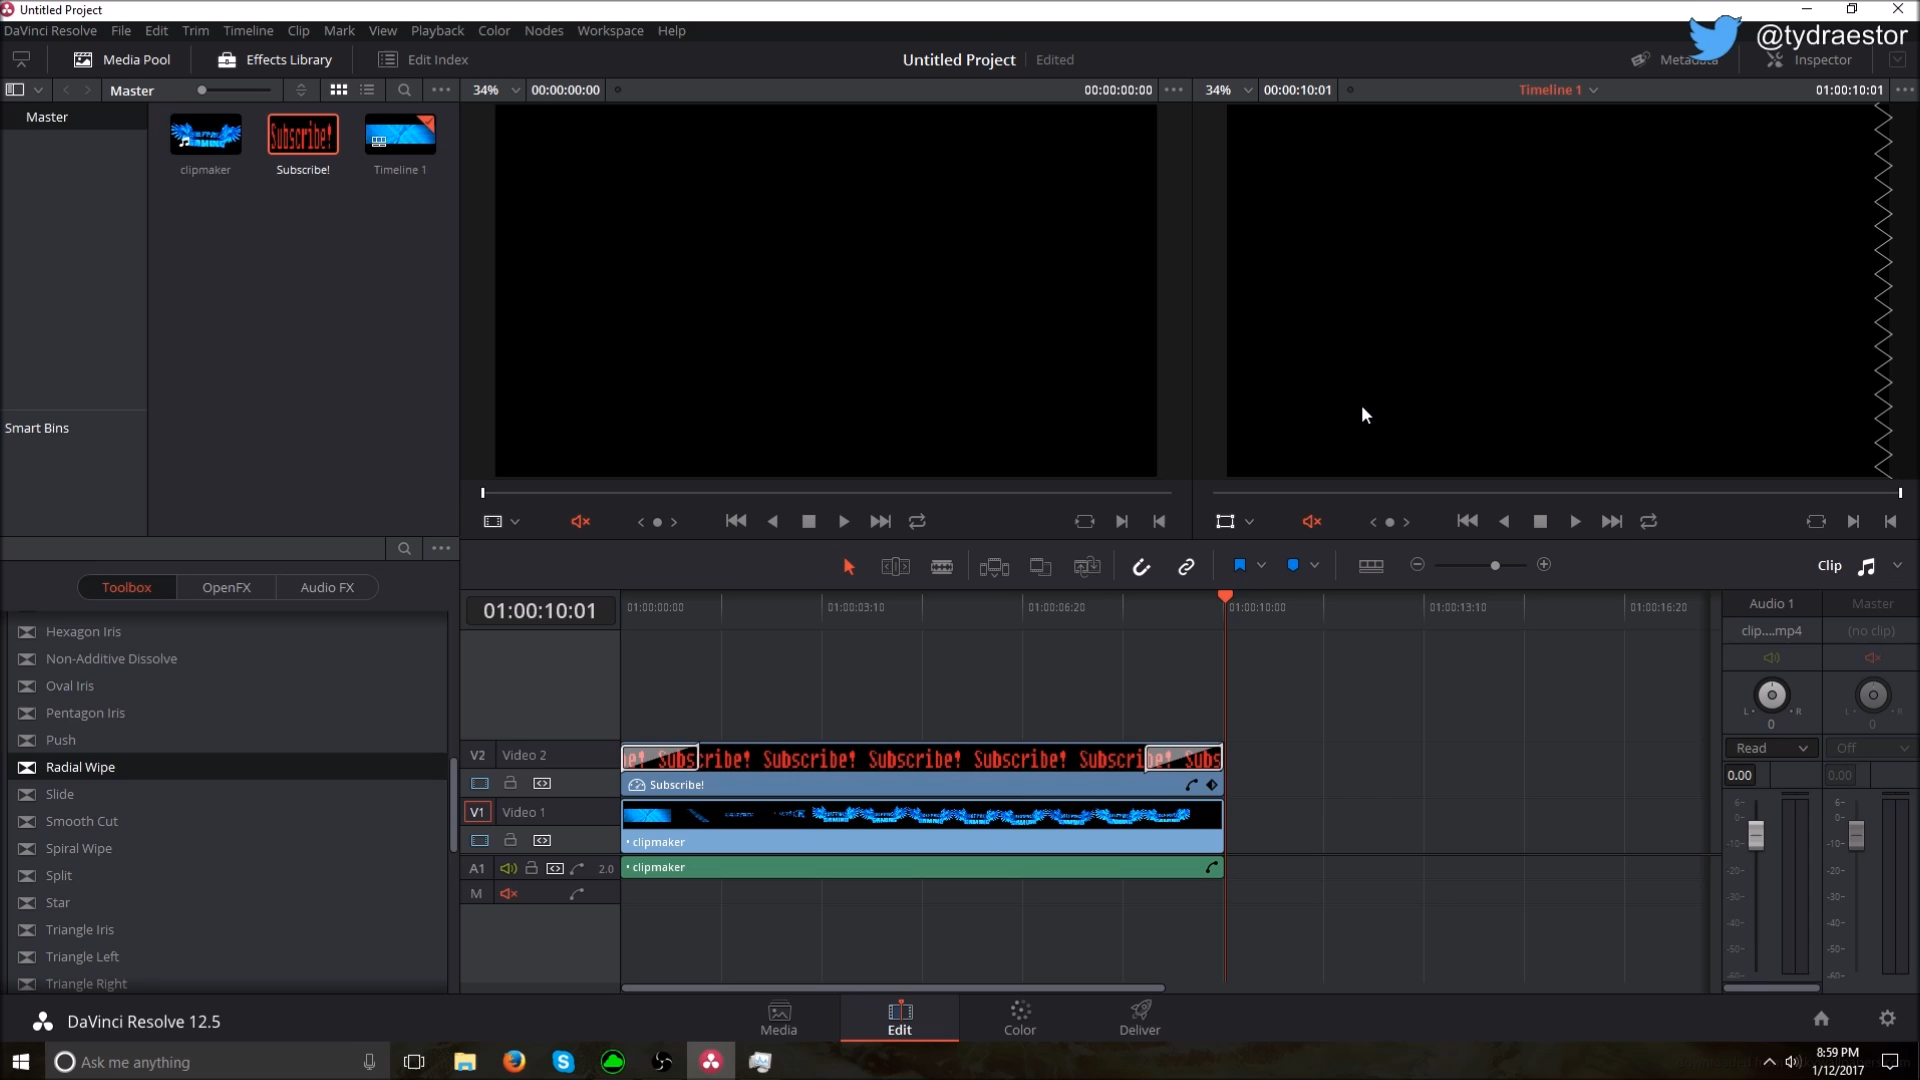 Untitled Project
DaVinci Resolve File Edit Trim Timeline Clip Mark View Playback Color Nodes Workspace Help
@tydraestor
Media Pool Effects Library Edit Index Untitled Project Edited Inspector
Master 34% 00:00:00:00 00:00:00:00 34% 00:00:10:01 Timeline 1 01:00:10:01
Master
Subscribe!
clipmaker Subscribe! Timeline 1
Smart Bins
Clip
Toolbox OpenFX Audio FX
01:00:10:01 01:00:00:00 01:00:03:10 01:00:06:20 01:00:10:00 01:00:13:10 01:00:16:20
Audio 1 Master
clip....mp4 (no clip)
Hexagon Iris
Non-Additive Dissolve
Oval Iris
Pentagon Iris
Push
Radial Wipe
Slide
Smooth Cut
Spiral Wipe
Split
Star
Triangle Iris
Triangle Left
Triangle Right
L R L R
0 0
Read Off
0.00 0.00
V2 Video 2 e! Subscribe! Subscribe! Subscribe! Subscribe! Subscribe! Subs
Subscribe!
V1 Video 1
clipmaker
A1 2.0 clipmaker
M
DaVinci Resolve 12.5
Media Edit Color Deliver
Ask me anything
8:59 PM
1/12/2017